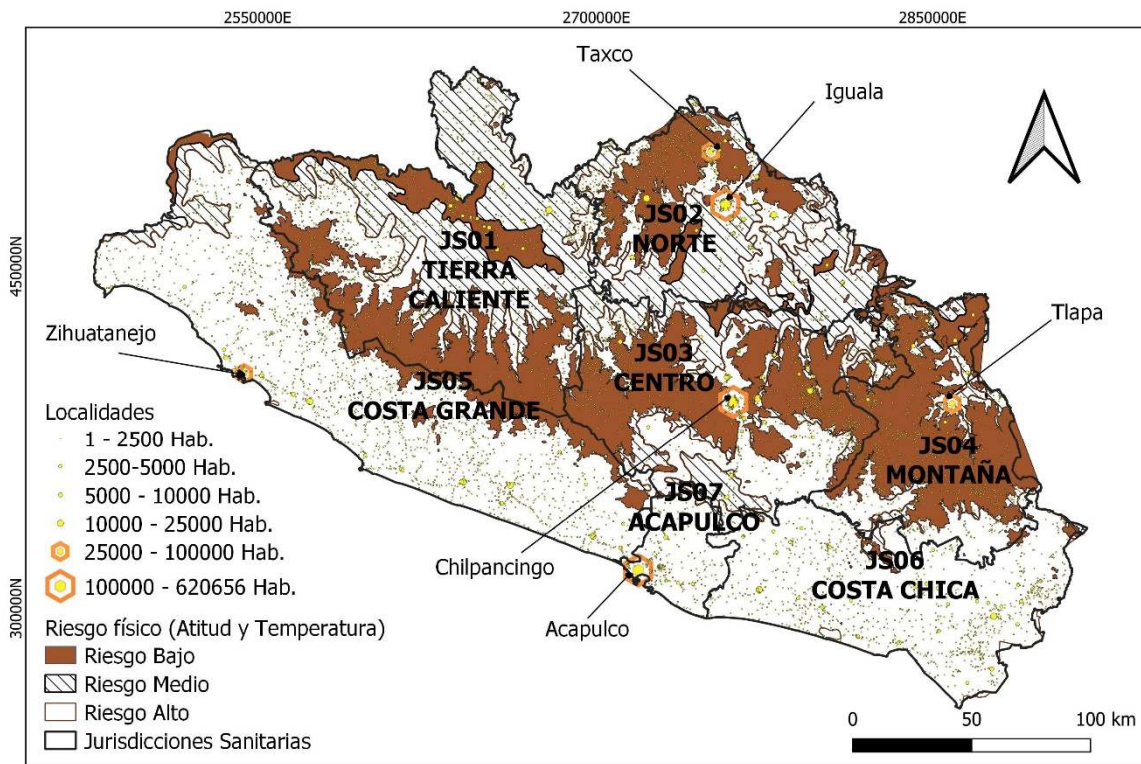 2550000E
2700000E
2850000E
450000N
300000N
Taxco
Iguala
Tlapa
Zihuatanejo
Chilpancingo
Acapulco
JS01
TIERRA
CALIENTE
JS02
NORTE
JS03
CENTRO
JS04
MONTAÑA
JS05
COSTA GRANDE
JS07
ACAPULCO
JS06
COSTA CHICA
Localidades
1 - 2500 Hab.
2500-5000 Hab.
5000 - 10000 Hab.
10000 - 25000 Hab.
25000 - 100000 Hab.
100000 - 620656 Hab.
Riesgo físico (Atitud y Temperatura)
Riesgo Bajo
Riesgo Medio
Riesgo Alto
Jurisdicciones Sanitarias
0 50 100 km